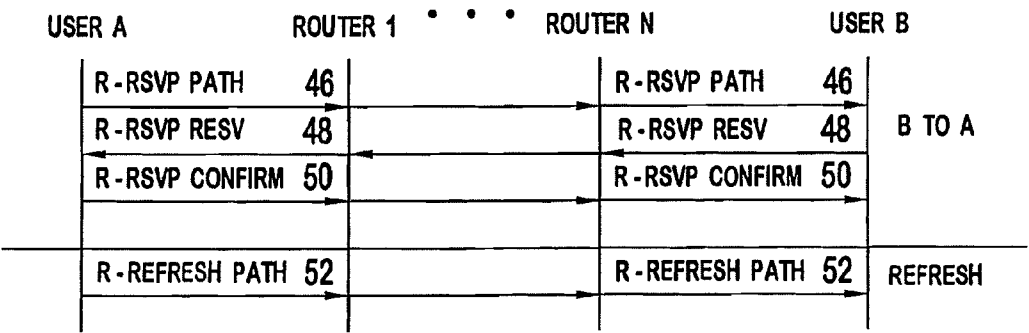 USER A ROUTER 1 • • • ROUTER N USER B
R-RSVP PATH 46 R-RSVP PATH 46
R-RSVP RESV 48 R-RSVP RESV 48 B TO A
R-RSVP CONFIRM 50 R-RSVP CONFIRM 50
R-REFRESH PATH 52 R-REFRESH PATH 52 REFRESH